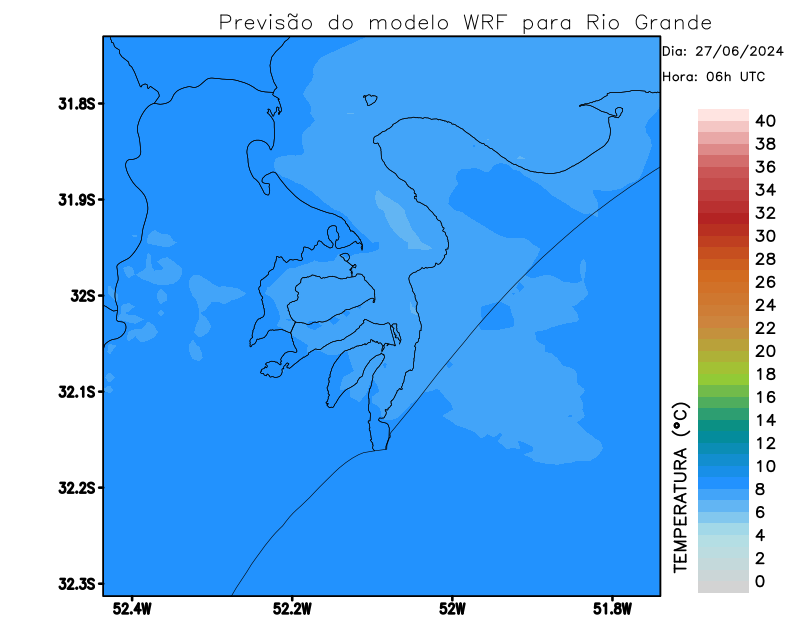 Previsão do modelo WRF para Rio Grande
Dia: 27/06/2024
Hora: 06h UTC
31.8S
31.9S
32S
32.1S
32.2S
32.3S
52.4W
52.2W
52W
51.8W
TEMPERATURA (°C)
40
38
36
34
32
30
28
26
24
22
20
18
16
14
12
10
8
6
4
2
0